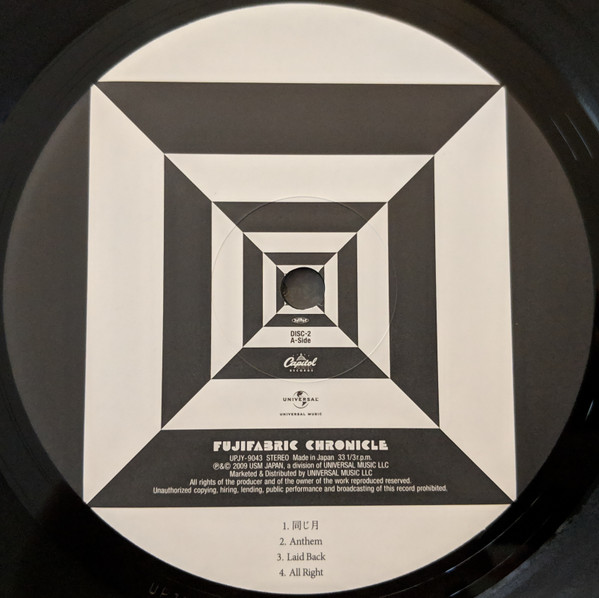 DISC-2
A-Side
Capitol
RECORDS
UNIVERSAL
UNIVERSAL MUSIC
FUJIFABRIC CHRONICLE
UPJY-9043 STEREO Made in Japan 33 1/3 r.p.m.
℗&© 2009 USM JAPAN, a division of UNIVERSAL MUSIC LLC
Marketed & Distributed by UNIVERSAL MUSIC LLC
All rights of the producer and of the owner of the work reproduced reserved.
Unauthorized copying, hiring, lending, public performance and broadcasting of this record prohibited.
1. 同じ月
2. Anthem
3. Laid Back
4. All Right